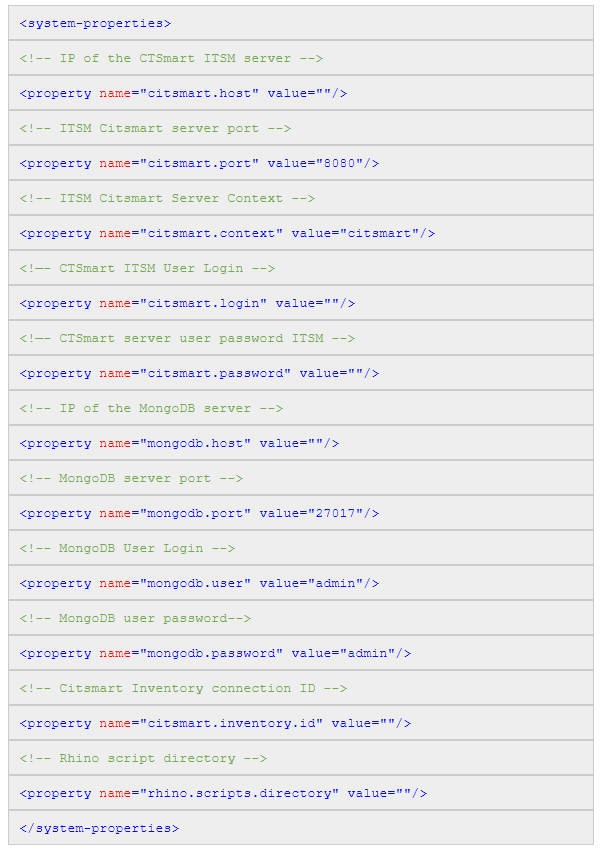 <system-properties>
<!-- IP of the CTSmart ITSM server -->
<property name="citsmart.host" value=""/>
<!-- ITSM Citsmart server port -->
<property name="citsmart.port" value="8080"/>
<!-- ITSM Citsmart Server Context -->
<property name="citsmart.context" value="citsmart"/>
<!-- CTSmart ITSM User Login -->
<property name="citsmart.login" value=""/>
<!-- CTSmart server user password ITSM -->
<property name="citsmart.password" value=""/>
<!-- IP of the MongoDB server -->
<property name="mongodb.host" value=""/>
<!-- MongoDB server port -->
<property name="mongodb.port" value="27017"/>
<!-- MongoDB User Login -->
<property name="mongodb.user" value="admin"/>
<!-- MongoDB user password-->
<property name="mongodb.password" value="admin"/>
<!-- Citsmart Inventory connection ID -->
<property name="citsmart.inventory.id" value=""/>
<!-- Rhino script directory -->
<property name="rhino.scripts.directory" value=""/>
</system-properties>